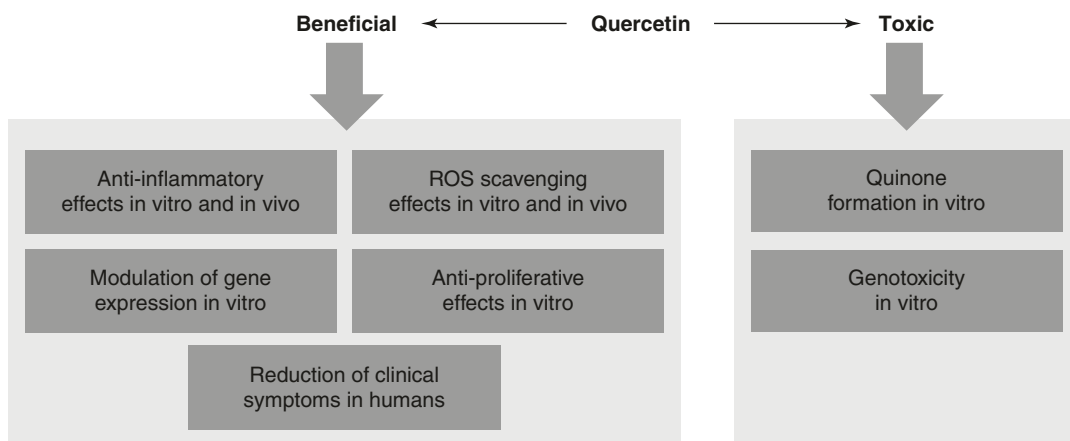 Beneficial Quercetin Toxic
Anti-inflammatory
effects in vitro and in vivo
ROS scavenging
effects in vitro and in vivo
Modulation of gene
expression in vitro
Anti-proliferative
effects in vitro
Reduction of clinical
symptoms in humans
Quinone
formation in vitro
Genotoxicity
in vitro